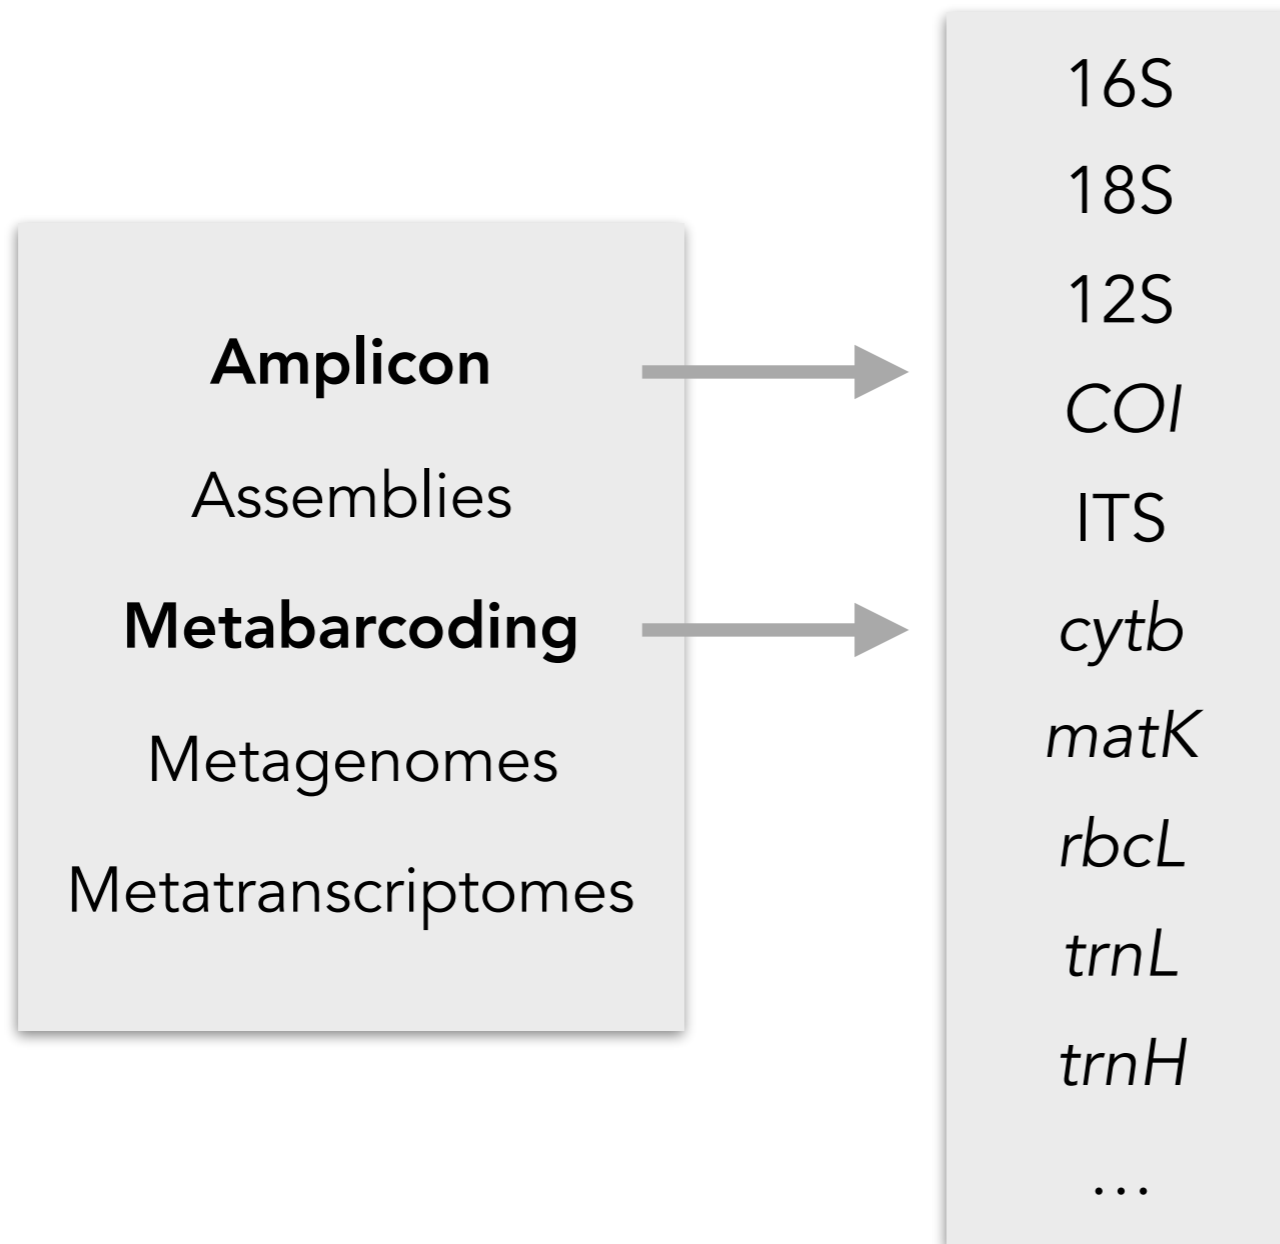 Amplicon
Assemblies
Metabarcoding
Metagenomes
Metatranscriptomes
16S
18S
12S
COI
ITS
cytb
matK
rbcL
trnL
trnH
…